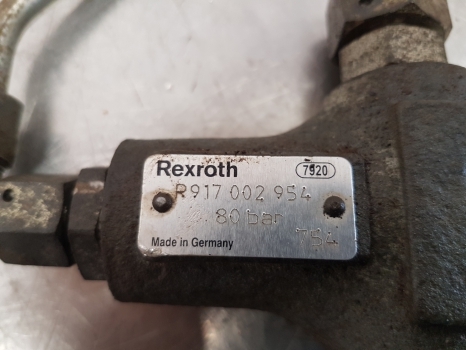 Rexroth 7920
R917 002 954
80 bar
754
Made in Germany